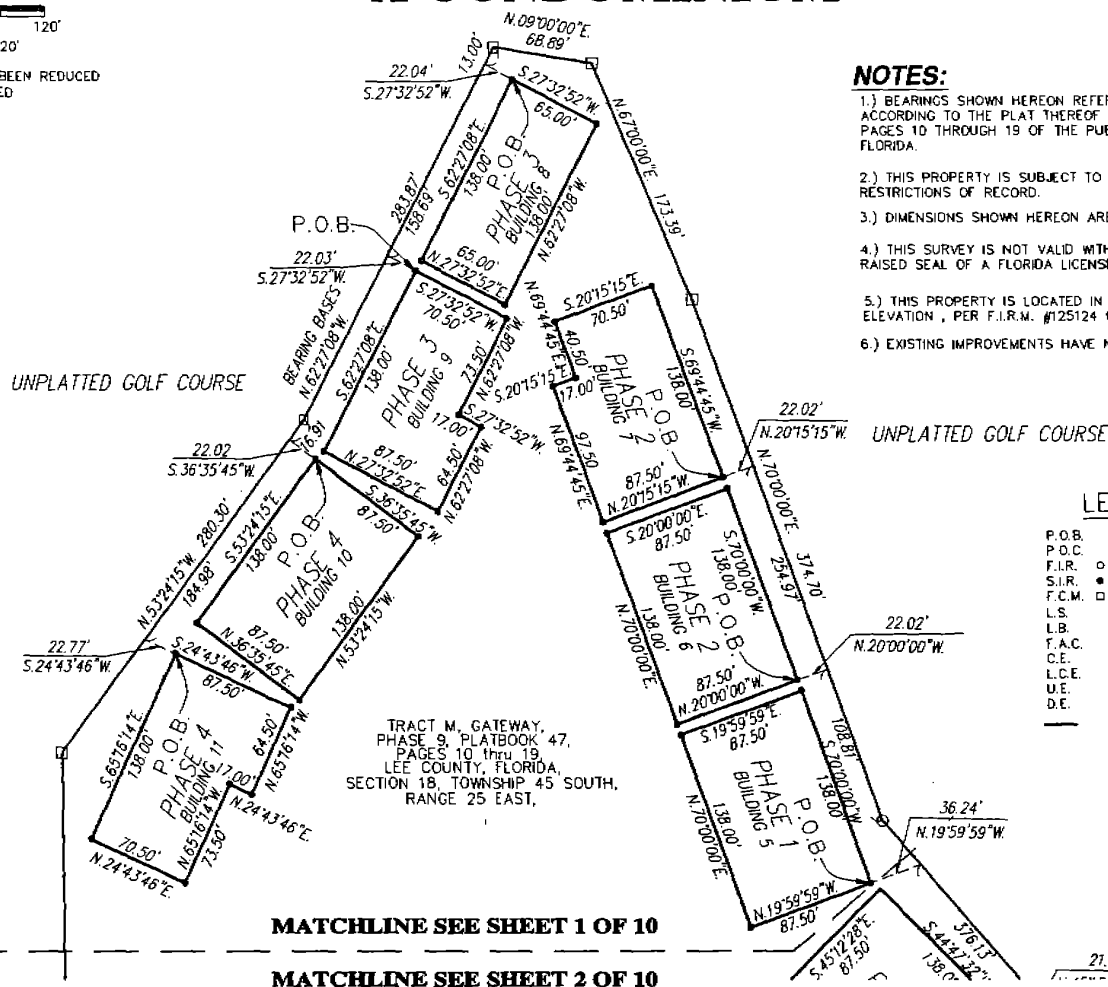 120'
20'
BEEN REDUCED
N.09°00'00"E.
68.89'
13.00'
22.04'
S.27°32'52"W.
S.27°32'52"W.
65.00'
N.67°00'00"E.
173.39'
S.62°27'08"E.
138.00'
P.O.B.
PHASE 3
BUILDING 8
138.00'
N.62°27'08"W.
65.00'
N.27°32'52"E.
283.87'
158.69'
P.O.B.
22.03'
S.27°32'52"W.
BEARING BASES
N.62°27'08"W.
S.27°32'52"W.
70.50'
S.62°27'08"E.
138.00'
PHASE 3
BUILDING 9
73.50'
N.62°27'08"W.
17.00'
S.27°32'52"W.
64.50'
N.62°27'08"W.
87.50'
N.27°32'52"E.
UNPLATTED GOLF COURSE
16.91
22.02
S.36°35'45"W.
S.36°35'45"W.
87.50'
280.30'
N.53°24'15"W.
184.98'
S.53°24'15"E.
138.00'
P.O.B.
PHASE 4
BUILDING 10
138.00'
N.53°24'15"W.
87.50'
N.36°35'45"E.
22.77'
S.24°43'46"W.
S.24°43'46"W.
87.50'
S.65°15'14"E.
138.00'
P.O.B.
PHASE 4
BUILDING 11
64.50'
N.65°16'14"W.
17.00'
N.24°43'46"E.
N.65°16'14"W.
73.50'
70.50'
N.24°43'46"E.
N.69°44'45"E.
40.50'
S.20°15'15"E.
70.50'
S.20°15'15"E.
17.00'
S.69°44'45"W.
138.00'
PHASE 2
BUILDING 7
P.O.B.
97.50
N.69°44'45"E.
87.50'
N.20°15'15"W.
22.02'
N.20°15'15"W.
UNPLATTED GOLF COURSE
N.70°00'00"E.
374.70'
254.97'
S.20°00'00"E.
87.50'
S.70°00'00"W.
138.00'
PHASE 2
BUILDING 6
P.O.B.
138.00'
N.70°00'00"E.
87.50'
N.20°00'00"W.
22.02'
N.20°00'00"W.
108.81'
S.19°59'59"E.
87.50'
S.70°00'00"W
138.00'
PHASE 1
BUILDING 5
P.O.B.
138.00'
N.70°00'00"E.
N.19°59'59"W.
87.50'
36.24'
N.19°59'59"W.
S.45°12'28"E.
87.50'
376.13'
TRACT M, GATEWAY,
PHASE 9, PLATBOOK 47,
PAGES 10 thru 19,
LEE COUNTY, FLORIDA,
SECTION 18, TOWNSHIP 45 SOUTH,
RANGE 25 EAST,
MATCHLINE SEE SHEET 1 OF 10
MATCHLINE SEE SHEET 2 OF 10
NOTES:
1.) BEARINGS SHOWN HEREON REFER
ACCORDING TO THE PLAT THEREOF
PAGES 10 THROUGH 19 OF THE PUB
FLORIDA.
2.) THIS PROPERTY IS SUBJECT TO
RESTRICTIONS OF RECORD.
3.) DIMENSIONS SHOWN HEREON ARE
4.) THIS SURVEY IS NOT VALID WITH
RAISED SEAL OF A FLORIDA LICENSE
5.) THIS PROPERTY IS LOCATED IN
ELEVATION , PER F.I.R.M. #125124
6.) EXISTING IMPROVEMENTS HAVE N
LE
P.O.B.
P.O.C.
F.I.R.
S.I.R.
F.C.M.
L.S.
L.B.
F.A.C.
C.E.
L.C.E.
U.E.
D.E.